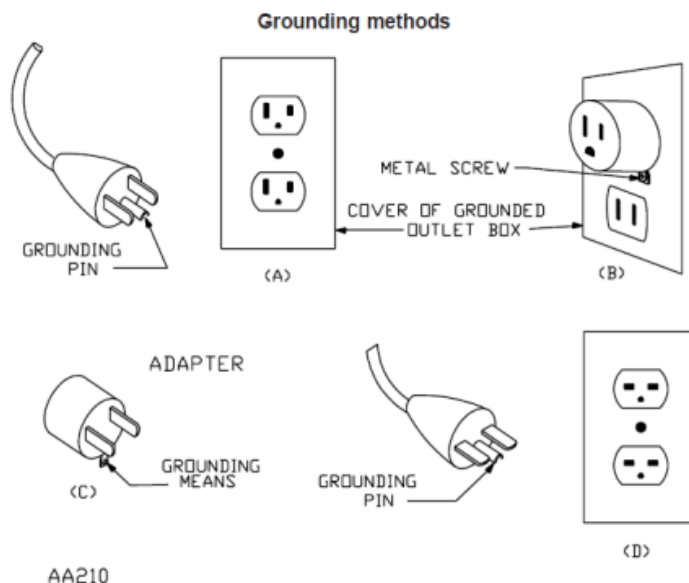 Grounding methods
METAL SCREW
COVER OF GROUNDED
OUTLET BOX
GROUNDING
PIN
(A)
(B)
ADAPTER
GROUNDING
MEANS
(C)
GROUNDING
PIN
(D)
AA210